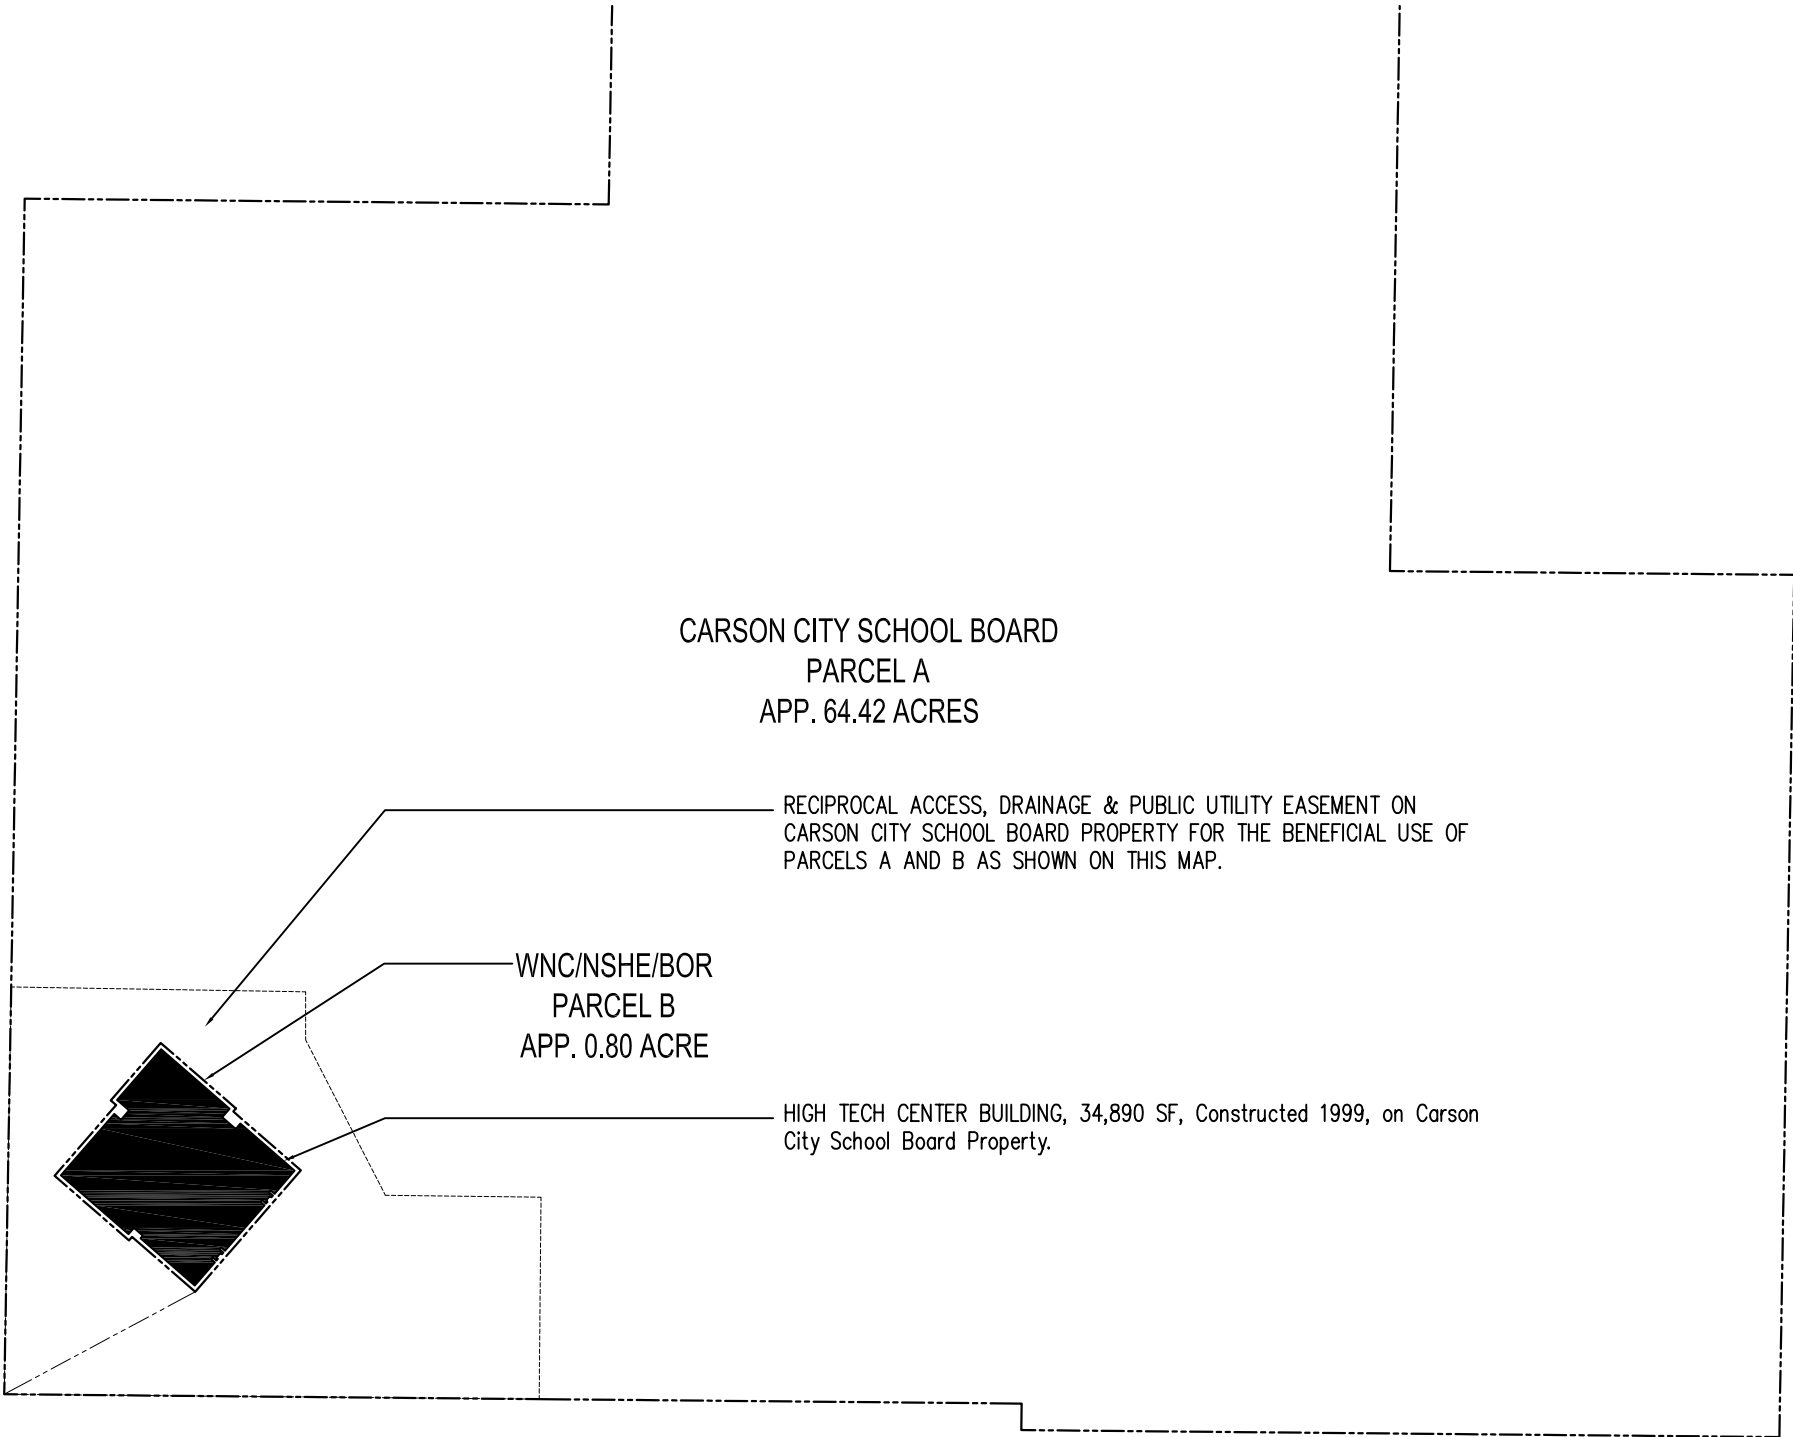 CARSON CITY SCHOOL BOARD
PARCEL A
APP. 64.42 ACRES
RECIPROCAL ACCESS, DRAINAGE & PUBLIC UTILITY EASEMENT ON
CARSON CITY SCHOOL BOARD PROPERTY FOR THE BENEFICIAL USE OF
PARCELS A AND B AS SHOWN ON THIS MAP.
WNC/NSHE/BOR
PARCEL B
APP. 0.80 ACRE
HIGH TECH CENTER BUILDING, 34,890 SF, Constructed 1999, on Carson
City School Board Property.